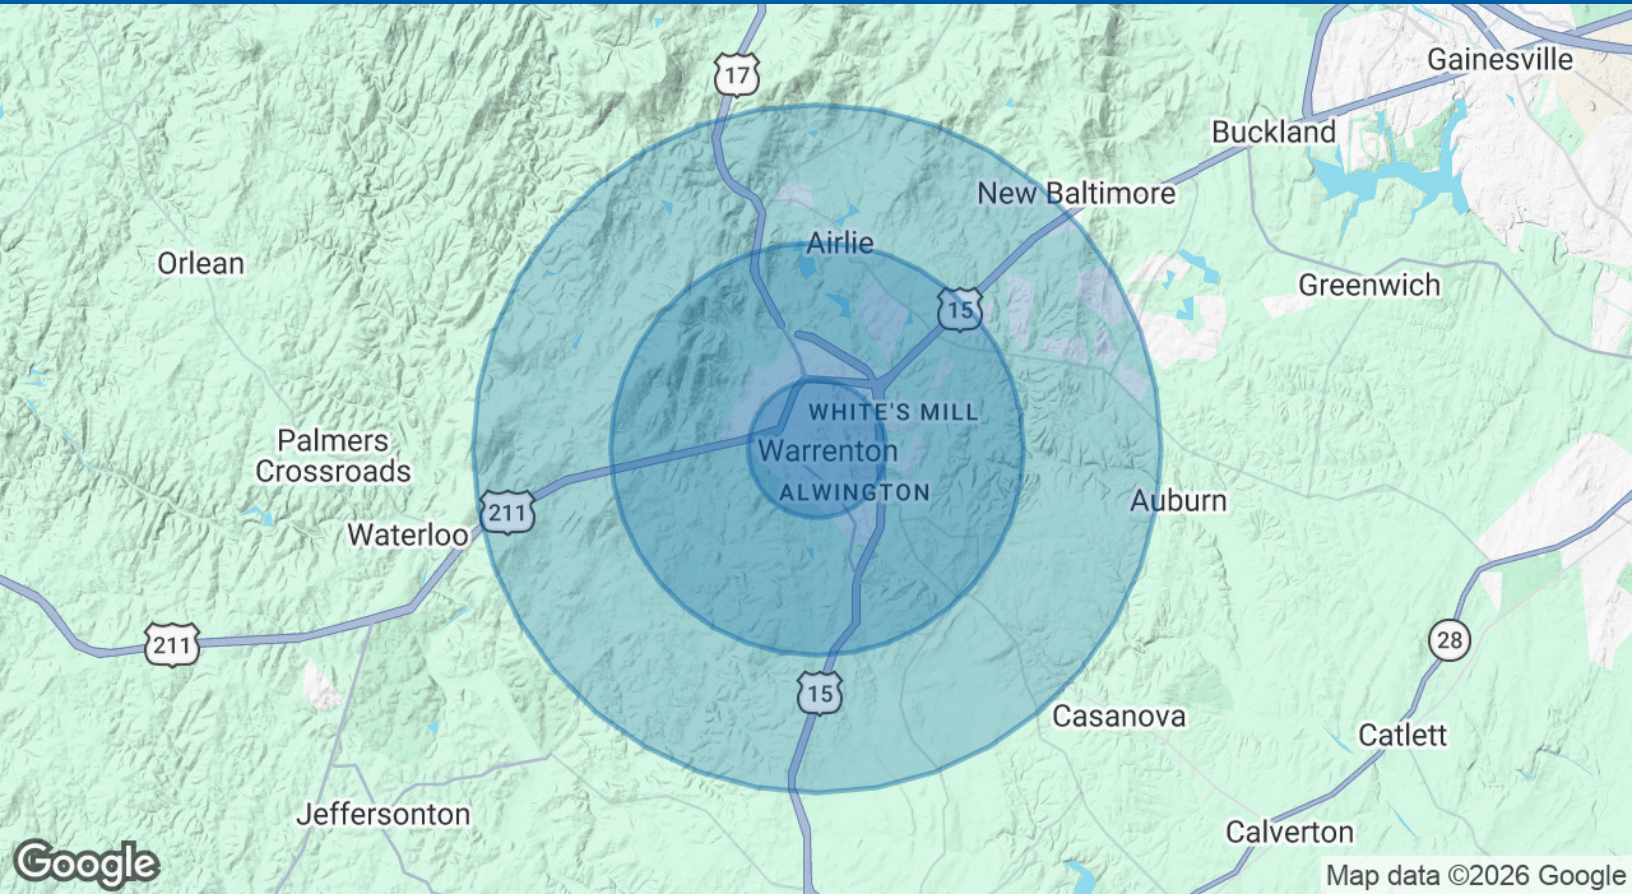 17
Gainesville
Buckland
New Baltimore
Airlie
Orlean
Greenwich
15
WHITE'S MILL
Palmers
Crossroads
Warrenton
ALWINGTON
Auburn
211
Waterloo
211
28
15
Casanova
Catlett
Jeffersonton
Calverton
Google
Map data ©2026 Google